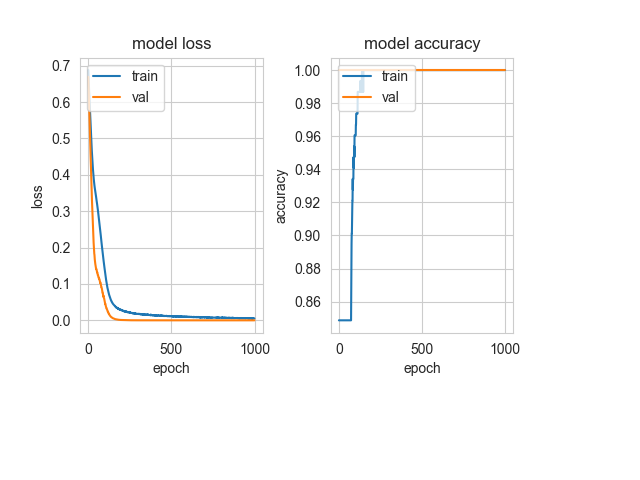 model loss
0.7
0.6
0.5
0.4
0.3
0.2
0.1
0.0
loss
train
val
0 500 1000
epoch
model accuracy
1.00
0.98
0.96
0.94
0.92
0.90
0.88
0.86
accuracy
train
val
0 500 1000
epoch